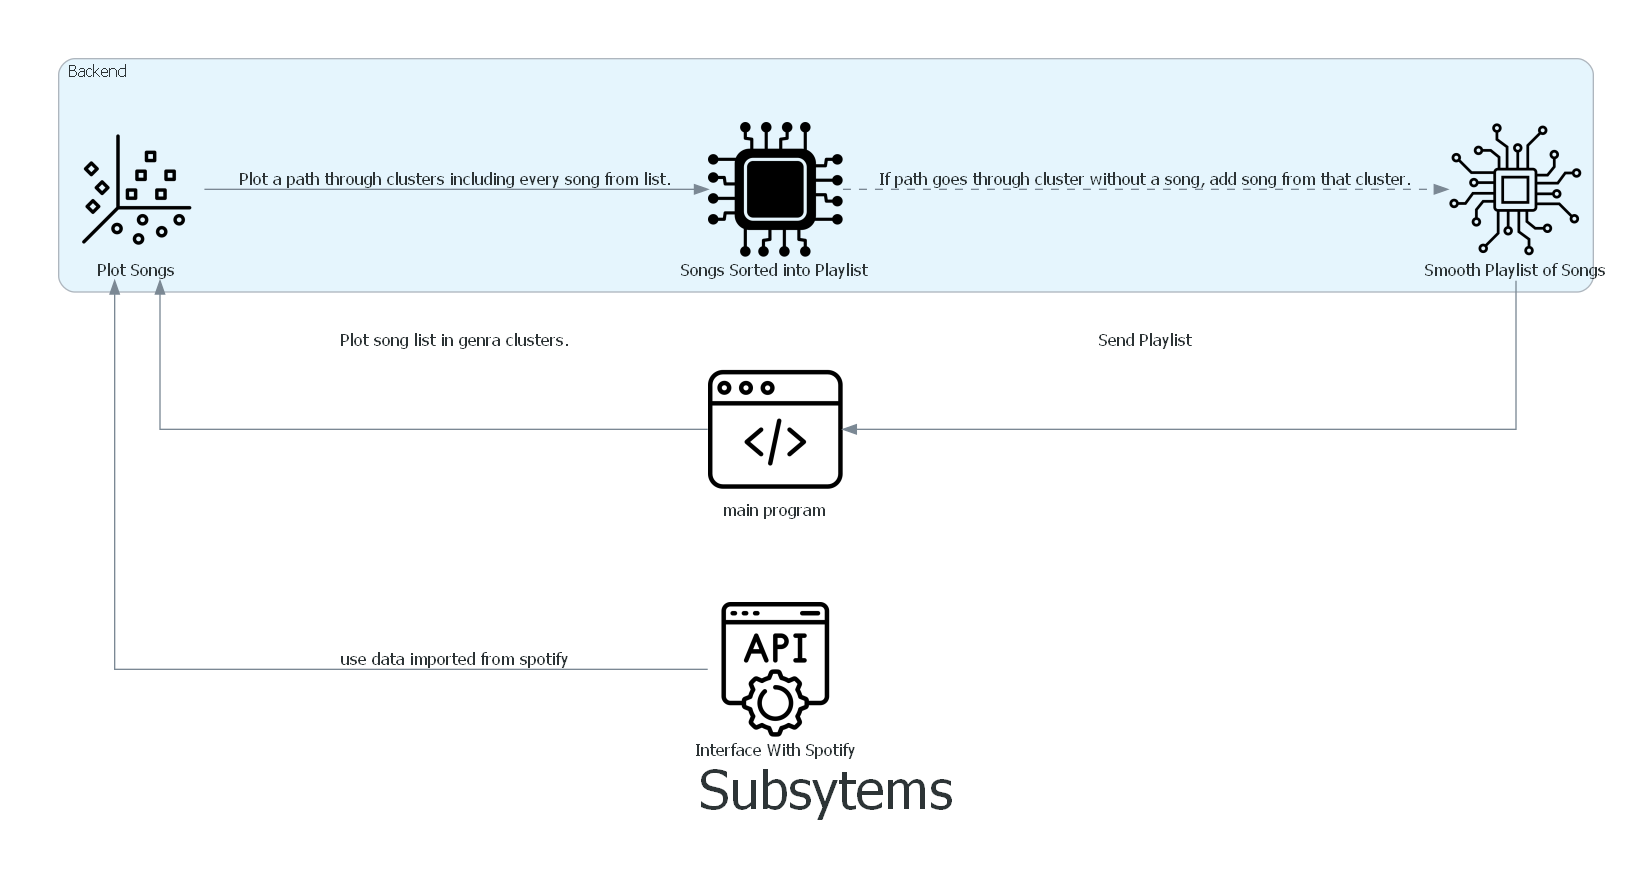 Backend
Plot a path through clusters including every song from list.
If path goes through cluster without a song, add song from that cluster.
Plot Songs
Songs Sorted into Playlist
Smooth Playlist of Songs
Plot song list in genra clusters.
Send Playlist
</>
main program
use data imported from spotify
API
Interface With Spotify
Subsytems